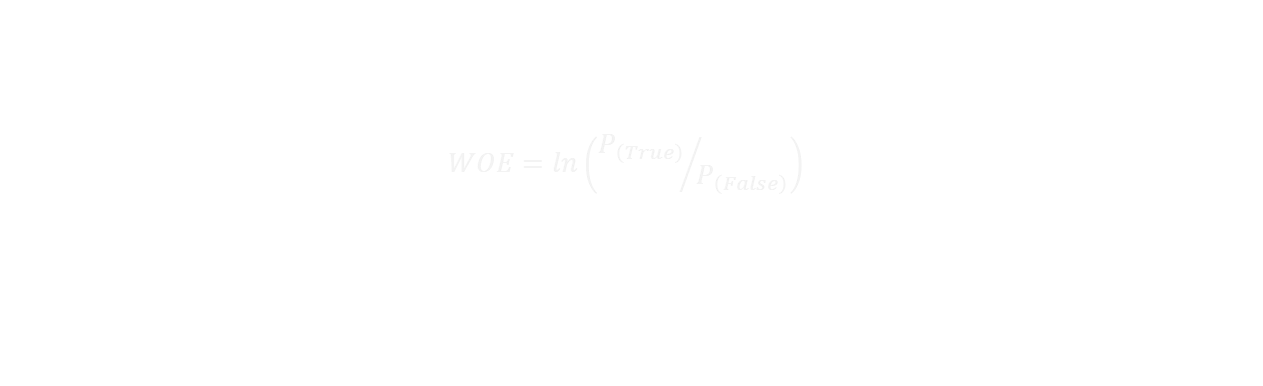 WOE = ln(P(True)/P(False))